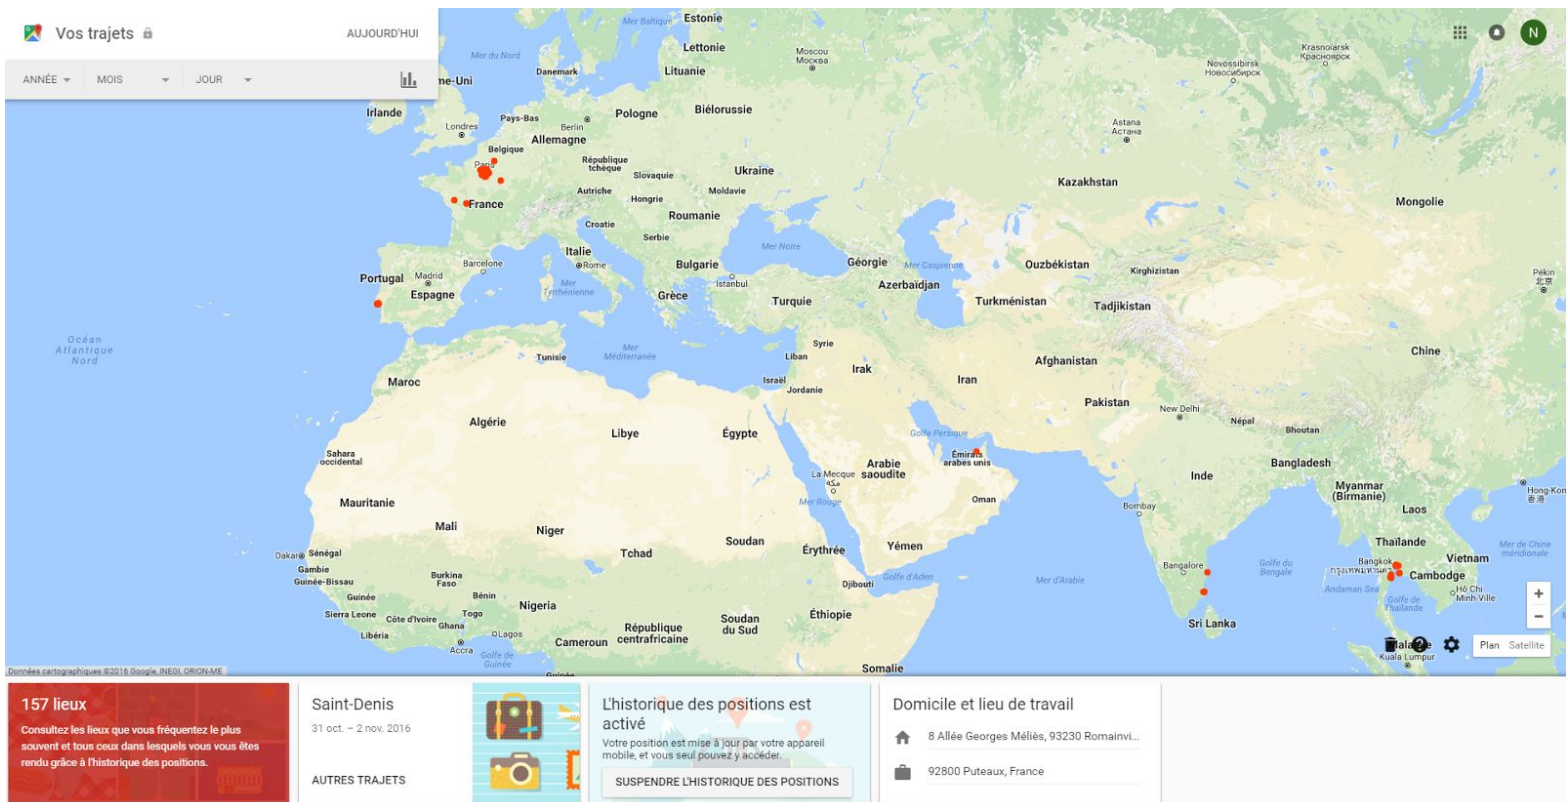 Vos trajets
AUJOURD'HUI
ANNÉE
MOIS
JOUR
N
Mer Baltique
Estonie
Lettonie
Lituanie
Moscou
Москва
Mer du Nord
Danemark
me-Uni
Irlande
Londres
Pays-Bas
Berlin
Pologne
Biélorussie
Allemagne
Belgique
Paris
République
tchèque
Slovaquie
Ukraine
Autriche
Hongrie
Moldavie
France
Roumanie
Croatie
Serbie
Italie
Rome
Bulgarie
Mer Noire
Géorgie
Mer Caspienne
Azerbaïdjan
Istanbul
Barcelone
Portugal
Madrid
Espagne
Mer
Tyrrhénienne
Grèce
Turquie
Novossibirsk
Новосибирск
Krasnoïarsk
Красноярск
Astana
Астана
Kazakhstan
Mongolie
Ouzbékistan
Kirghizistan
Turkménistan
Tadjikistan
Pékin
北京
Chine
Océan
Atlantique
Nord
Tunisie
Mer
Méditerranée
Syrie
Liban
Irak
Israël
Jordanie
Iran
Afghanistan
Pakistan
New Delhi
Népal
Bhoutan
Maroc
Algérie
Libye
Égypte
Golfe Persique
Sahara
occidental
Émirats
arabes unis
Arabie
saoudite
La Mecque
مكة
Mer Rouge
Oman
Inde
Bangladesh
Myanmar
(Birmanie)
Hong-Kon
香港
Laos
Mauritanie
Mali
Niger
Tchad
Soudan
Érythrée
Yémen
Bombay
Thaïlande
Vietnam
Mer de Chine
méridionale
Dakar
Sénégal
Gambie
Guinée-Bissau
Burkina
Faso
Djibouti
Golfe d'Aden
Mer d'Arabie
Bangalore
Golfe du
Bengale
Bangkok
กรุงเทพมหานคร
Cambodge
Andaman Sea
Golfe de
Thaïlande
Hô Chi
Minh-Ville
Guinée
Bénin
Nigeria
Sierra Leone
Côte d'Ivoire
Togo
Ghana
Libéria
Lagos
Accra
Golfe de
Guinée
Cameroun
République
centrafricaine
Soudan
du Sud
Éthiopie
Somalie
Sri Lanka
Kuala Lumpur
+
−
Plan
Satellite
Données cartographiques ©2016 Google, INEGI, ORION-ME
157 lieux
Consultez les lieux que vous fréquentez le plus
souvent et tous ceux dans lesquels vous vous êtes
rendu grâce à l'historique des positions.
Saint-Denis
31 oct. – 2 nov. 2016
AUTRES TRAJETS
L'historique des positions est
activé
Votre position est mise à jour par votre appareil
mobile, et vous seul pouvez y accéder.
SUSPENDRE L'HISTORIQUE DES POSITIONS
Domicile et lieu de travail
8 Allée Georges Méliès, 93230 Romainvi...
92800 Puteaux, France